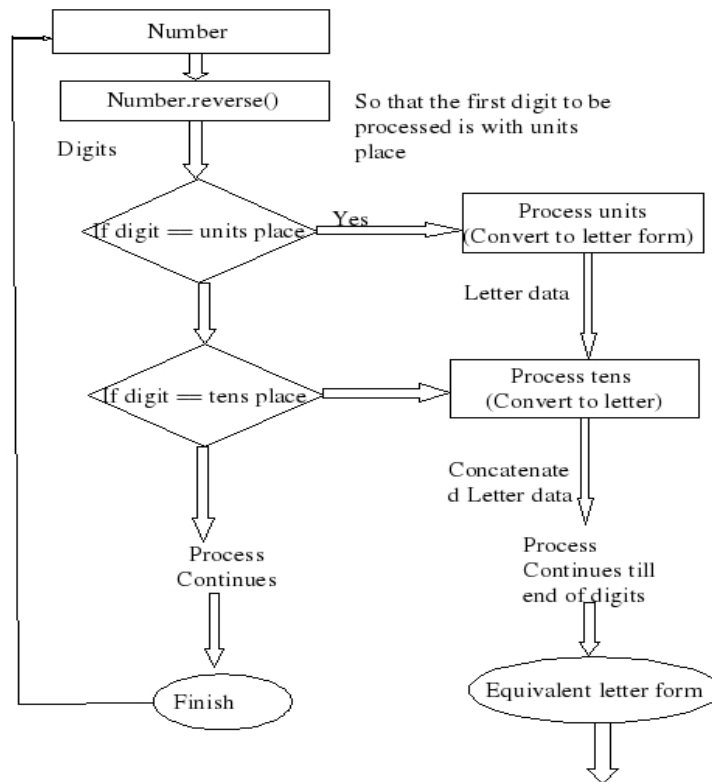 Number
Number.reverse()
So that the first digit to be
processed is with units
place
Digits
If digit == units place
Yes
Process units
(Convert to letter form)
Letter data
If digit == tens place
Process tens
(Convert to letter)
Concatenate
d Letter data
Process
Continues
Process
Continues till
end of digits
Finish
Equivalent letter form